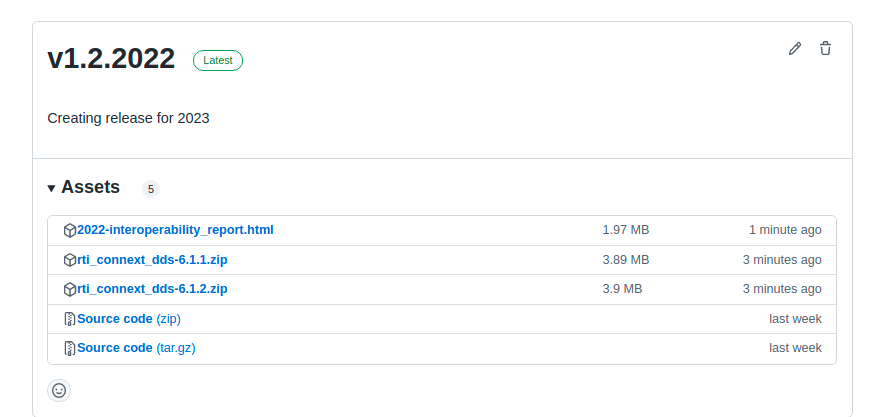 v1.2.2022 Latest
Creating release for 2023
Assets 5
2022-interoperability_report.html 1.97 MB 1 minute ago
rti_connext_dds-6.1.1.zip 3.89 MB 3 minutes ago
rti_connext_dds-6.1.2.zip 3.9 MB 3 minutes ago
Source code (zip) last week
Source code (tar.gz) last week